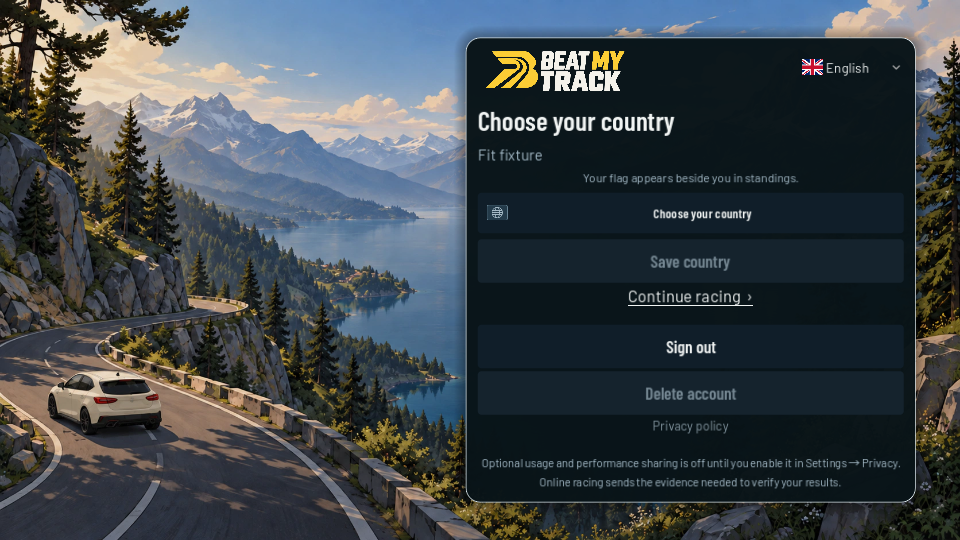 BEAT MY
TRACK
English
Choose your country
Fit fixture
Your flag appears beside you in standings.
Choose your country
Save country
Continue racing ›
Sign out
Delete account
Privacy policy
Optional usage and performance sharing is off until you enable it in Settings → Privacy.
Online racing sends the evidence needed to verify your results.